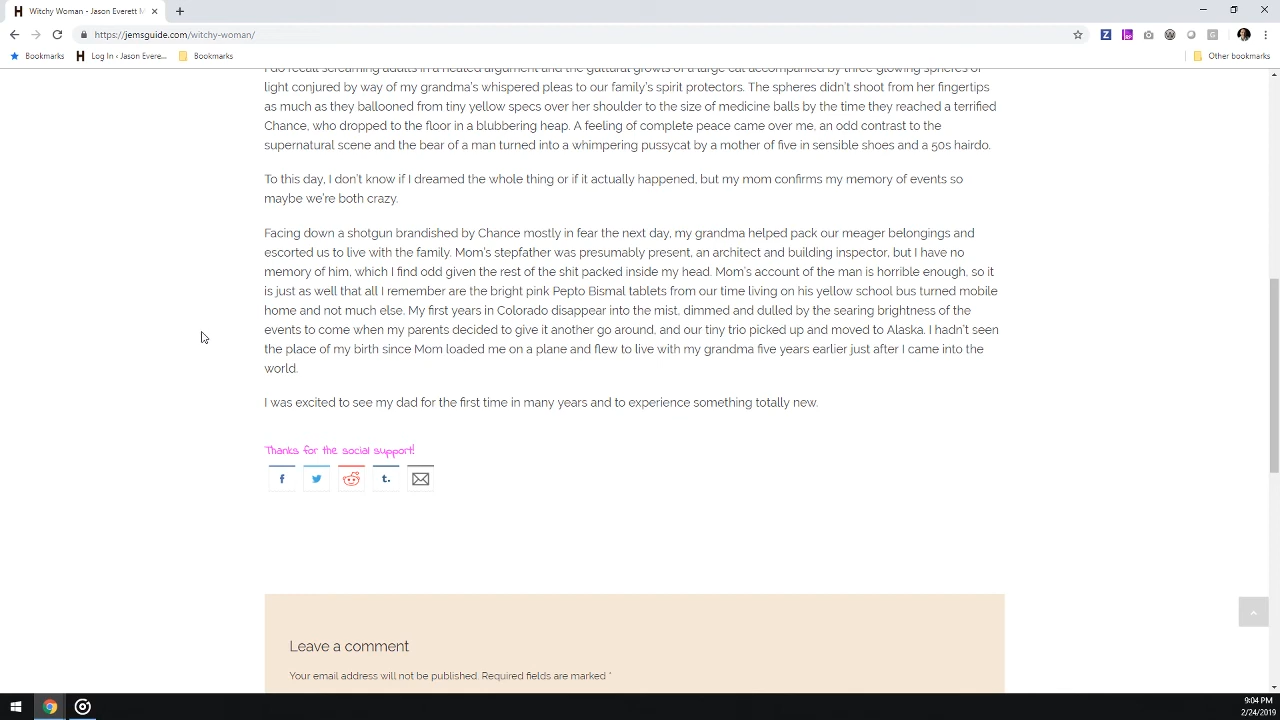 Witchy Woman - Jason Everett M
https://jemsguide.com/witchy-woman/
Bookmarks
Log In ‹ Jason Evere...
Bookmarks
Other bookmarks
light conjured by way of my grandma's whispered pleas to our family's spirit protectors. The spheres didn't shoot from her fingertips
as much as they ballooned from tiny yellow specs over her shoulder to the size of medicine balls by the time they reached a terrified
Chance, who dropped to the floor in a blubbering heap. A feeling of complete peace came over me, an odd contrast to the
supernatural scene and the bear of a man turned into a whimpering pussycat by a mother of five in sensible shoes and a 50s hairdo.
To this day, I don't know if I dreamed the whole thing or if it actually happened, but my mom confirms my memory of events so
maybe we're both crazy.
Facing down a shotgun brandished by Chance mostly in fear the next day, my grandma helped pack our meager belongings and
escorted us to live with the family. Mom's stepfather was presumably present, an architect and building inspector, but I have no
memory of him, which I find odd given the rest of the shit packed inside my head. Mom's account of the man is horrible enough, so it
is just as well that all I remember are the bright pink Pepto Bismal tablets from our time living on his yellow school bus turned mobile
home and not much else. My first years in Colorado disappear into the mist, dimmed and dulled by the searing brightness of the
events to come when my parents decided to give it another go around, and our tiny trio picked up and moved to Alaska. I hadn't seen
the place of my birth since Mom loaded me on a plane and flew to live with my grandma five years earlier just after I came into the
world.
I was excited to see my dad for the first time in many years and to experience something totally new.
Thanks for the social support!
Leave a comment
Your email address will not be published. Required fields are marked *
9:04 PM
2/24/2019